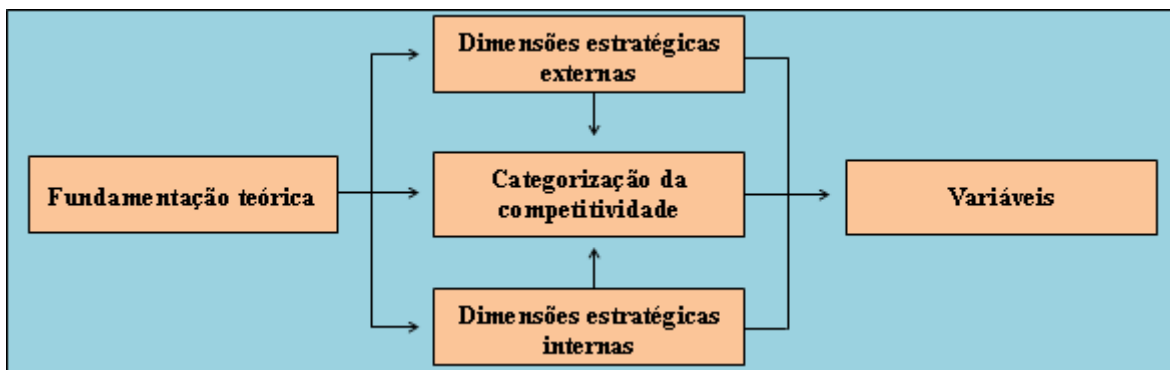 Dimensões estratégicas
externas
Fundamentação teórica
Categorização da
competitividade
Variáveis
Dimensões estratégicas
internas